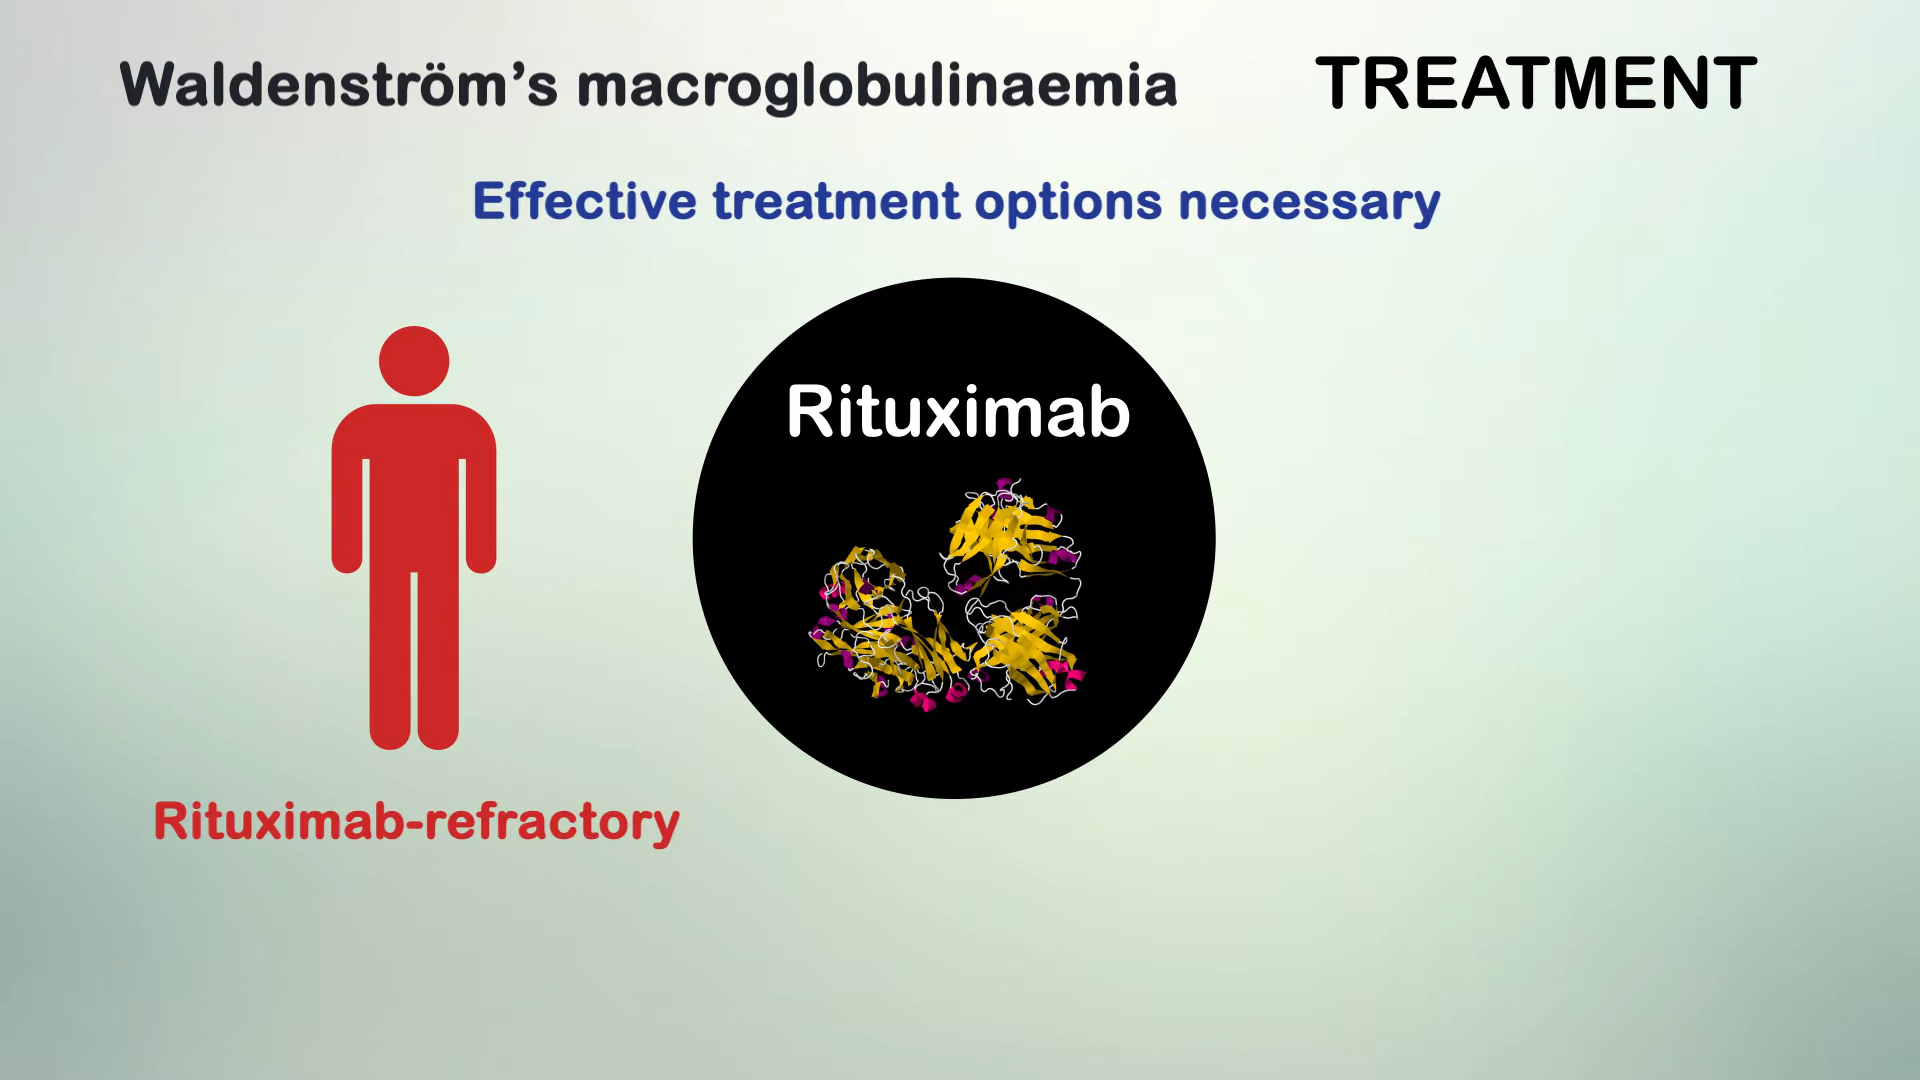 Waldenström’s macroglobulinaemia TREATMENT
Effective treatment options necessary
Rituximab
Rituximab-refractory